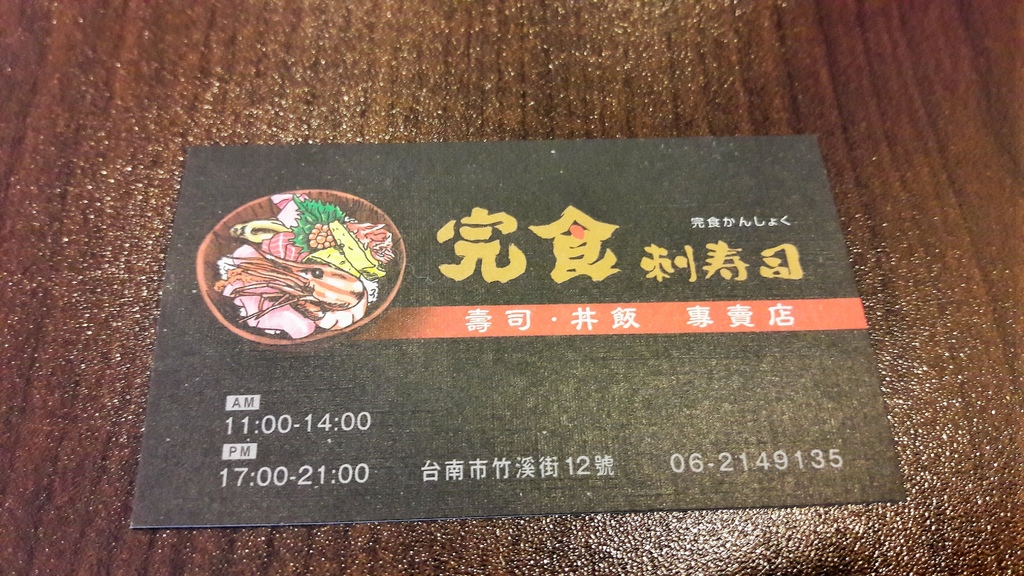 完食かんしょく
完食 刺寿司
壽司·丼飯 專賣店
AM
11:00-14:00
PM
17:00-21:00
台南市竹溪街12號
06-2149135